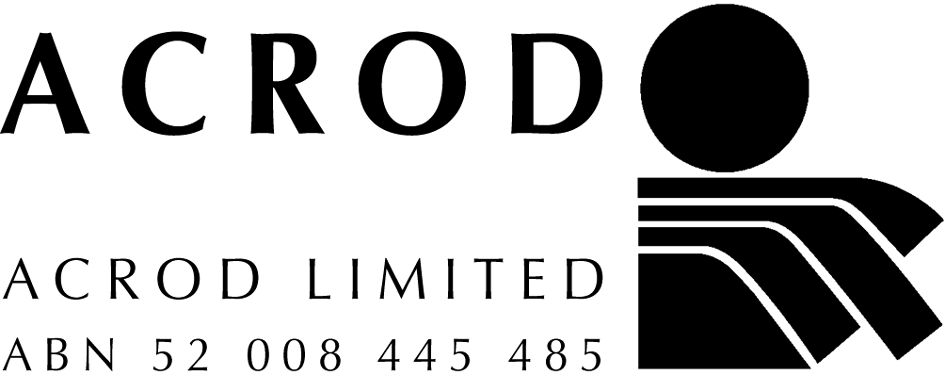 ACROD
ACROD LIMITED
ABN 52 008 445 485